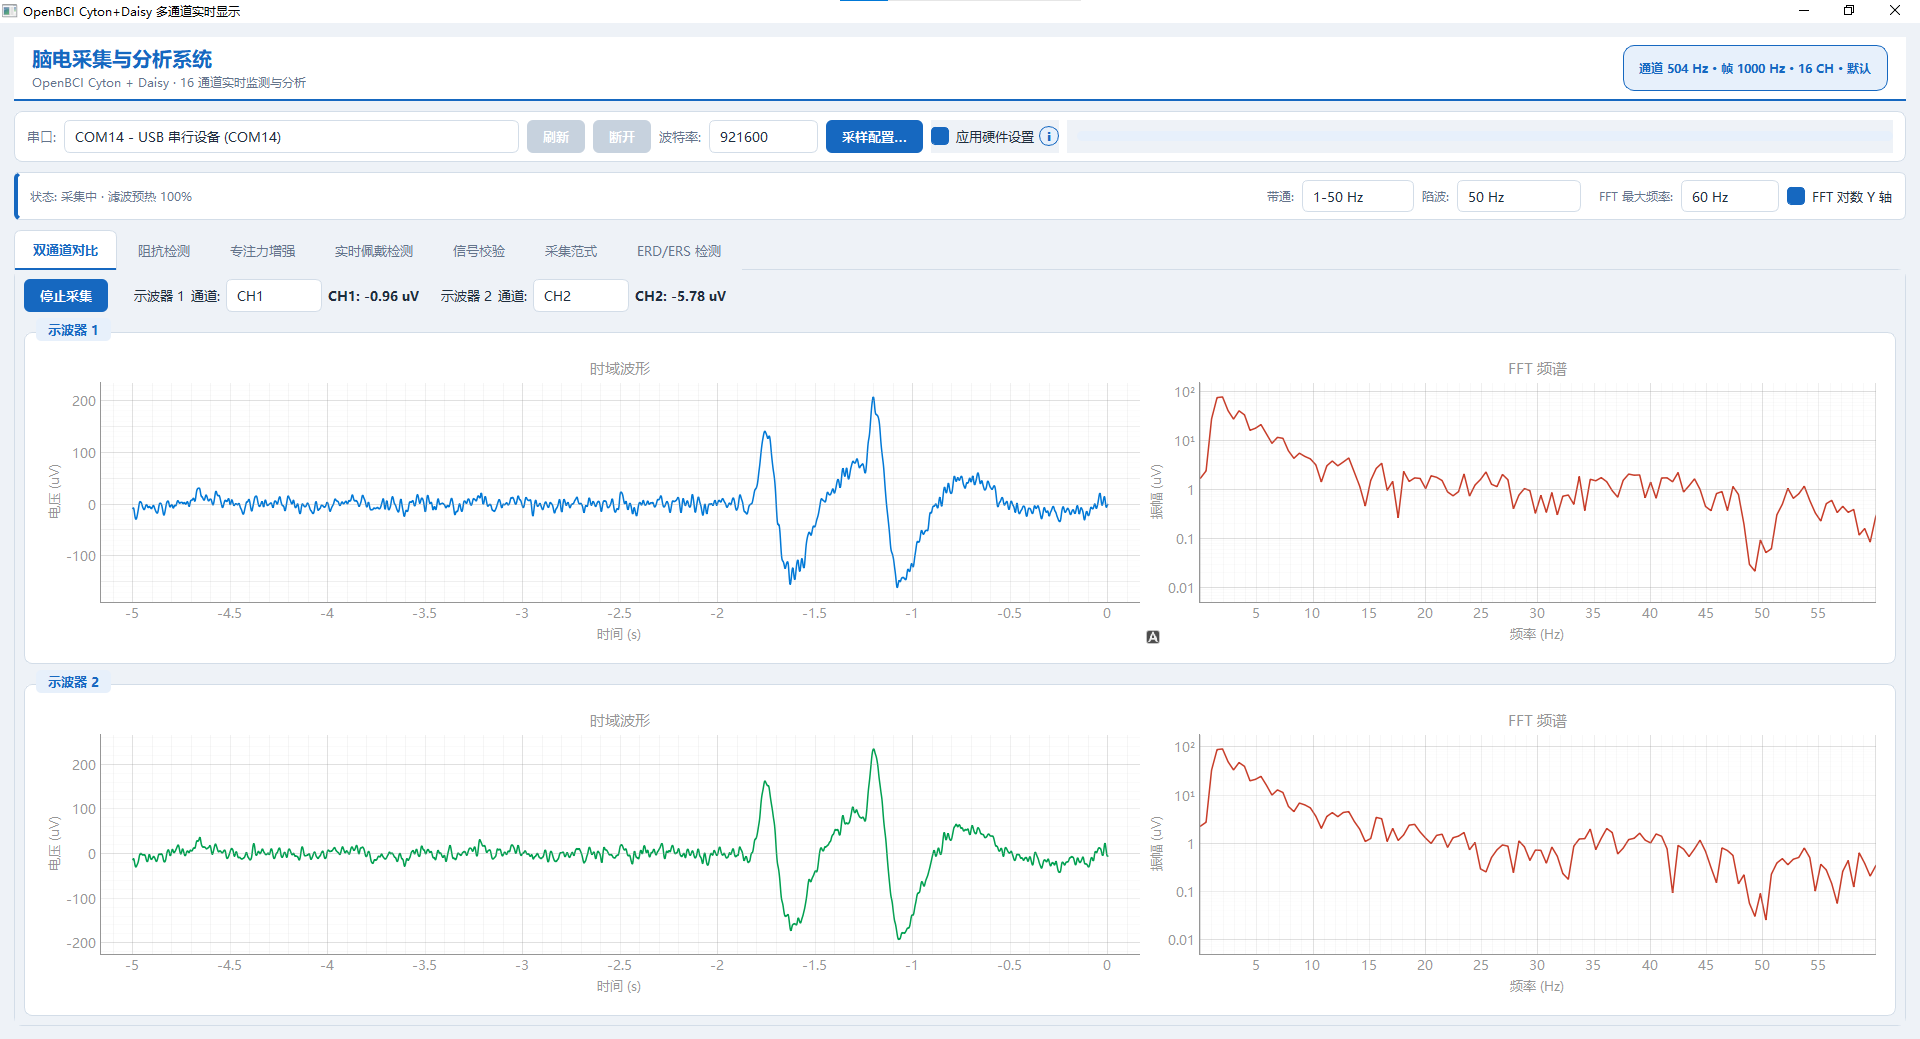 OpenBCI Cyton+Daisy 多通道实时显示
脑电采集与分析系统
OpenBCI Cyton + Daisy · 16 通道实时监测与分析
通道 504 Hz • 帧 1000 Hz • 16 CH • 默认
串口: COM14 - USB 串行设备 (COM14) 刷新 断开 波特率: 921600 采样配置... 应用硬件设置 i
状态: 采集中 · 滤波预热 100% 带通: 1-50 Hz 陷波: 50 Hz FFT 最大频率: 60 Hz FFT 对数 Y 轴
双通道对比 阻抗检测 专注力增强 实时佩戴检测 信号校验 采集范式 ERD/ERS 检测
停止采集 示波器 1 通道: CH1 CH1: -0.96 uV 示波器 2 通道: CH2 CH2: -5.78 uV
示波器 1
时域波形
电压 (uV)
200
100
0
-100
-5 -4.5 -4 -3.5 -3 -2.5 -2 -1.5 -1 -0.5 0
时间 (s)
FFT 频谱
振幅 (uV)
10²
10¹
1
0.1
0.01
5 10 15 20 25 30 35 40 45 50 55
频率 (Hz)
A
示波器 2
时域波形
电压 (uV)
200
100
0
-100
-200
-5 -4.5 -4 -3.5 -3 -2.5 -2 -1.5 -1 -0.5 0
时间 (s)
FFT 频谱
振幅 (uV)
10²
10¹
1
0.1
0.01
5 10 15 20 25 30 35 40 45 50 55
频率 (Hz)